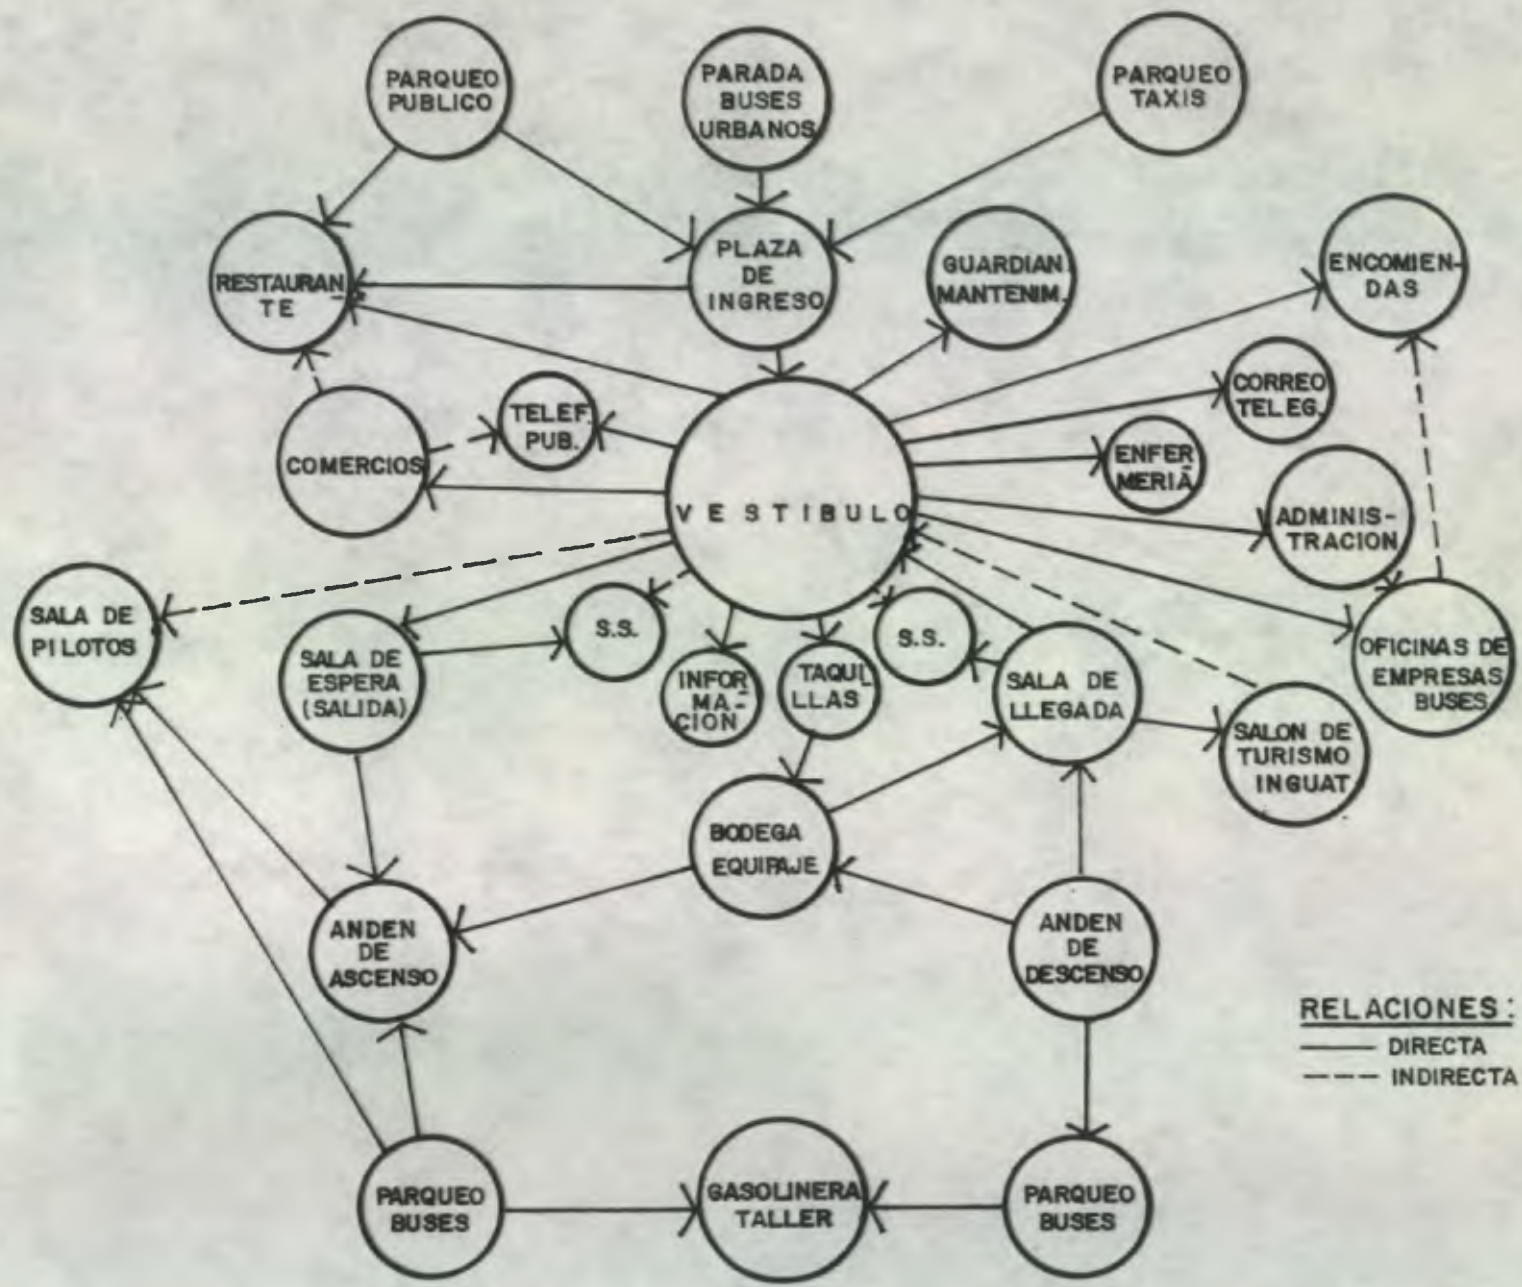 PARQUEO
PUBLICO
PARADA
BUSES
URBANOS
PARQUEO
TAXIS
RESTAURAN-
TE
PLAZA
DE
INGRESO
GUARDIAN.
MANTENIM.
ENCOMIEN-
DAS
COMERCIOS
TELEF.
PUB.
CORREO
TELEG.
ENFER-
MERIA
VESTIBULO
ADMINIS-
TRACION
SALA DE
PILOTOS
SALA DE
ESPERA
(SALIDA)
S.S.
INFOR-
MA-
CION
TAQUI-
LLAS
S.S.
SALA DE
LLEGADA
SALON DE
TURISMO
INGUAT
OFICINAS DE
EMPRESAS
BUSES
BODEGA
EQUIPAJE
ANDEN
DE
ASCENSO
ANDEN
DE
DESCENSO
RELACIONES:
DIRECTA
INDIRECTA
PARQUEO
BUSES
GASOLINERA
TALLER
PARQUEO
BUSES